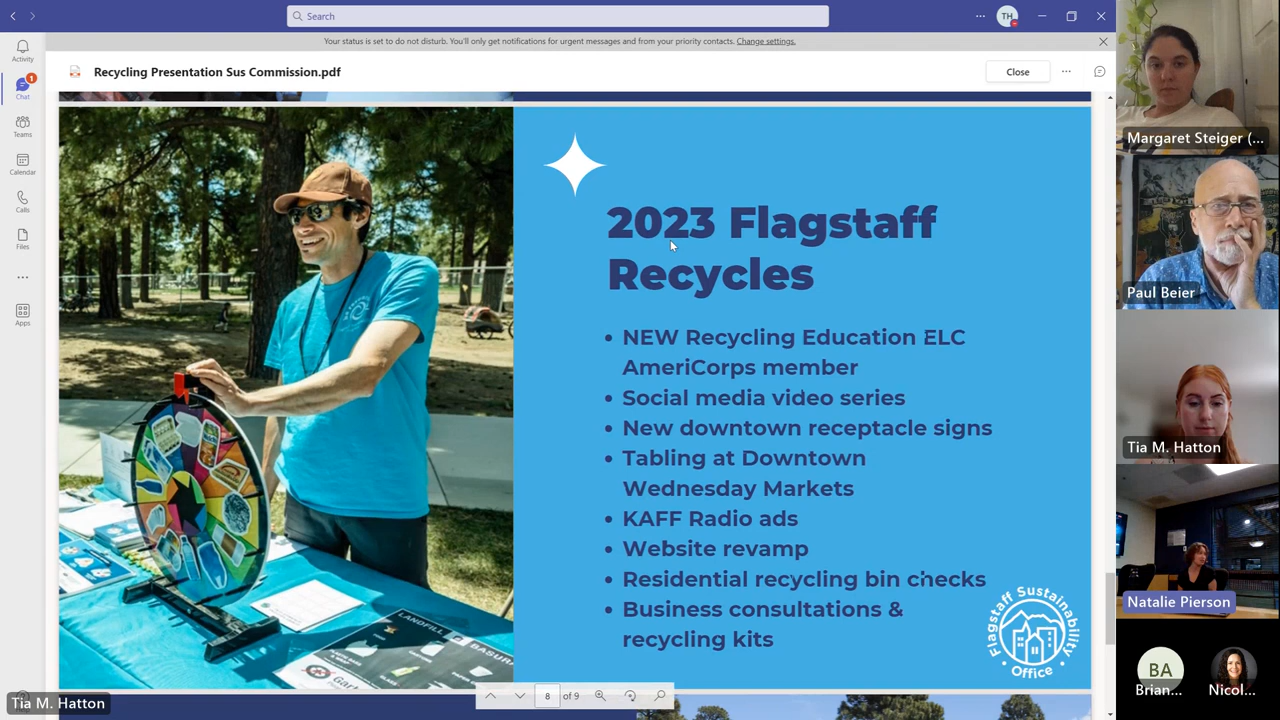 Search
TH
Your status is set to do not disturb. You'll only get notifications for urgent messages and from your priority contacts. Change settings.
Activity
1
Chat
Teams
Calendar
Calls
Files
Apps
Recycling Presentation Sus Commission.pdf
Close
2023 Flagstaff
Recycles
• NEW Recycling Education ELC
AmeriCorps member
• Social media video series
• New downtown receptacle signs
• Tabling at Downtown
Wednesday Markets
• KAFF Radio ads
• Website revamp
• Residential recycling bin checks
• Business consultations &
recycling kits
Flagstaff Sustainability
Office
LANDFILL
BASURA
8 of 9
Tia M. Hatton
Margaret Steiger (...
Paul Beier
Tia M. Hatton
Natalie Pierson
BA
Brian...
Nicol...